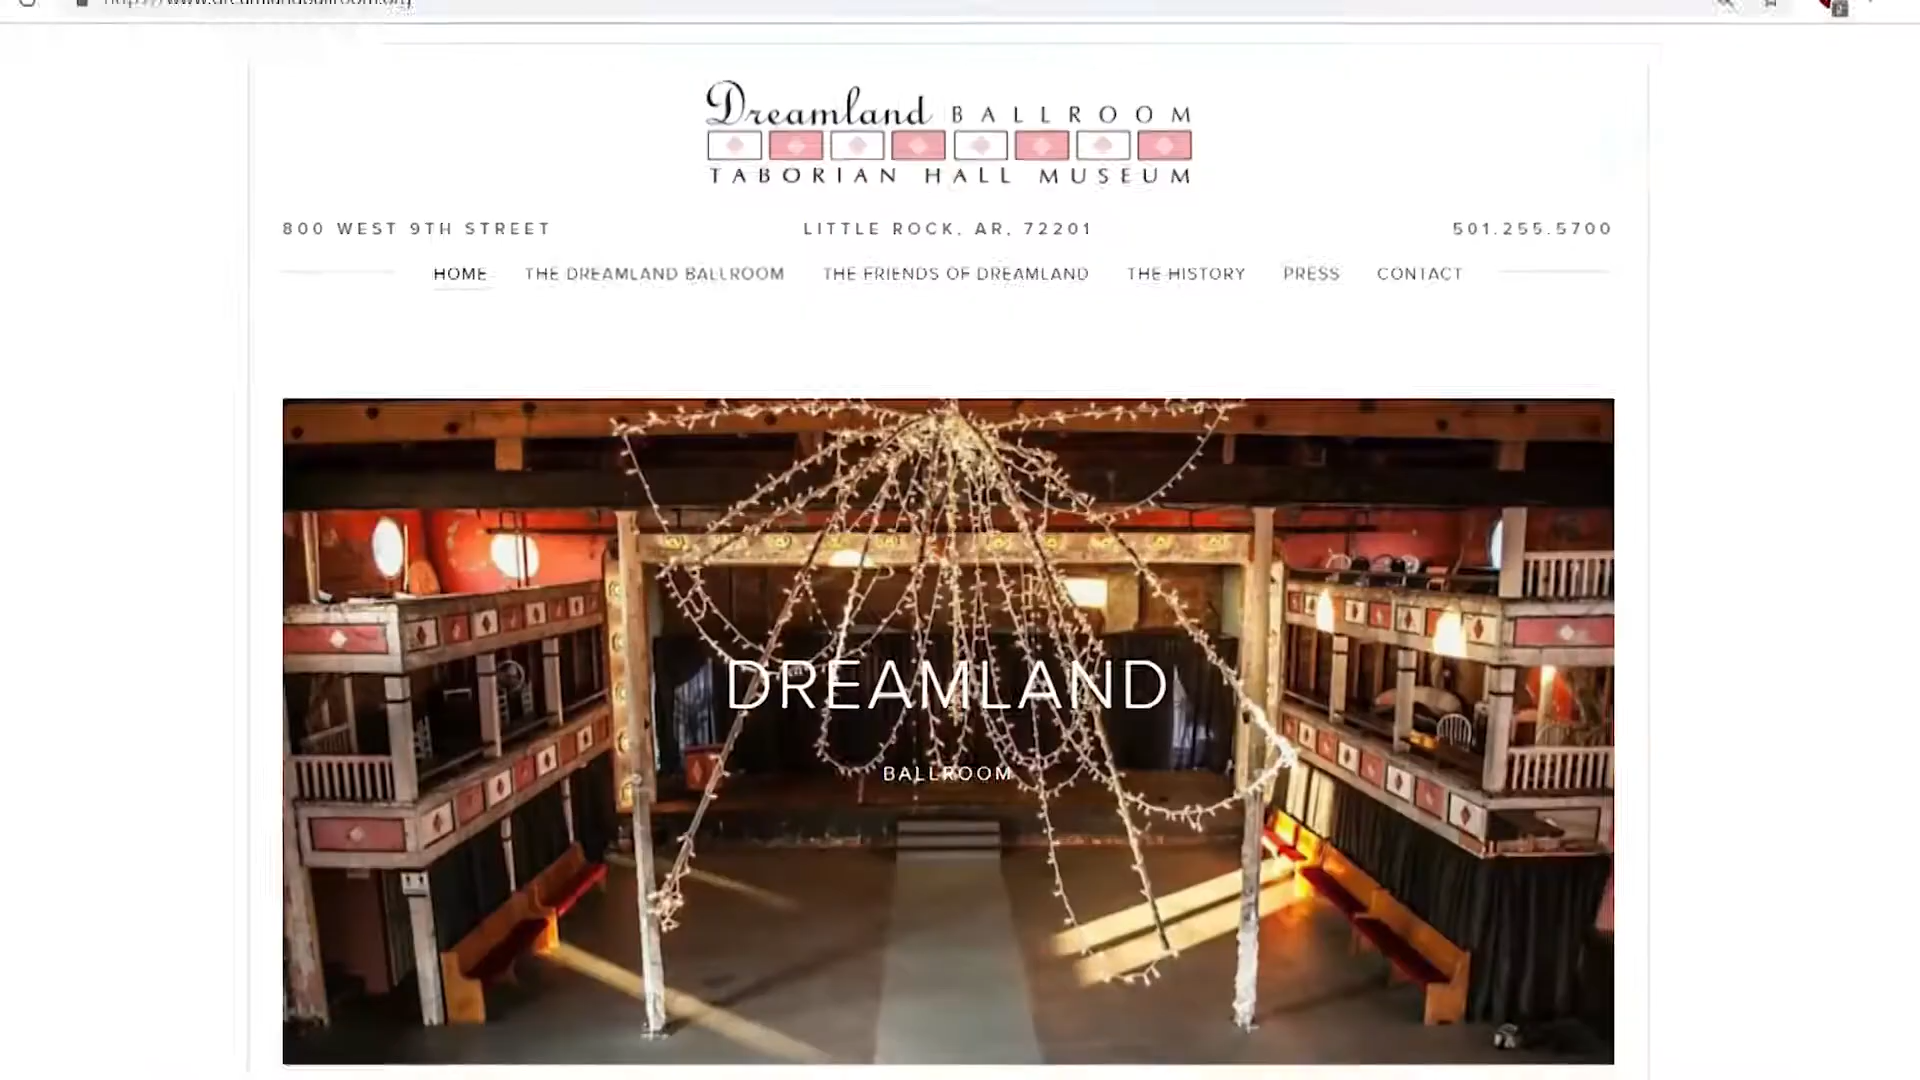 Dreamland BALLROOM
TABORIAN HALL MUSEUM
800 WEST 9TH STREET LITTLE ROCK, AR, 72201 501.255.5700
HOME THE DREAMLAND BALLROOM THE FRIENDS OF DREAMLAND THE HISTORY PRESS CONTACT
DREAMLAND
BALLROOM